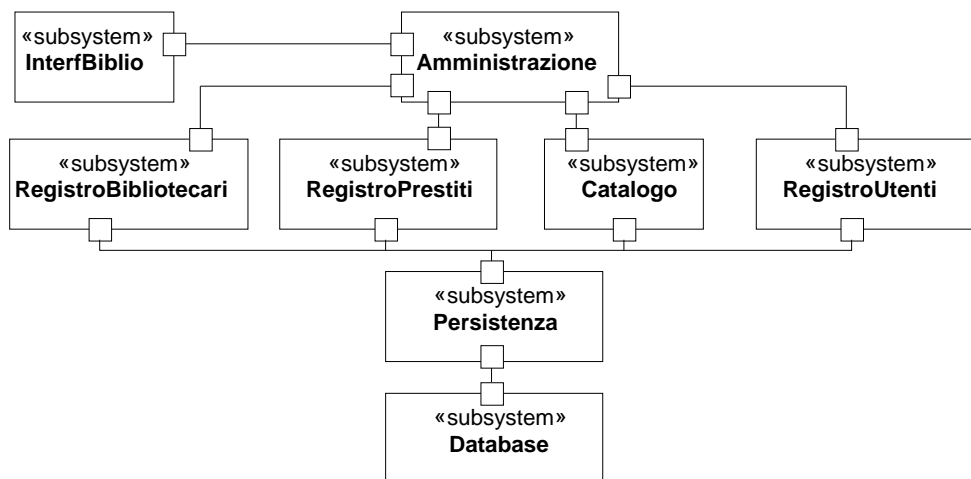 «subsystem»
InterfBiblio
«subsystem»
Amministrazione
«subsystem»
RegistroBibliotecari
«subsystem»
RegistroPrestiti
«subsystem»
Catalogo
«subsystem»
RegistroUtenti
«subsystem»
Persistenza
«subsystem»
Database